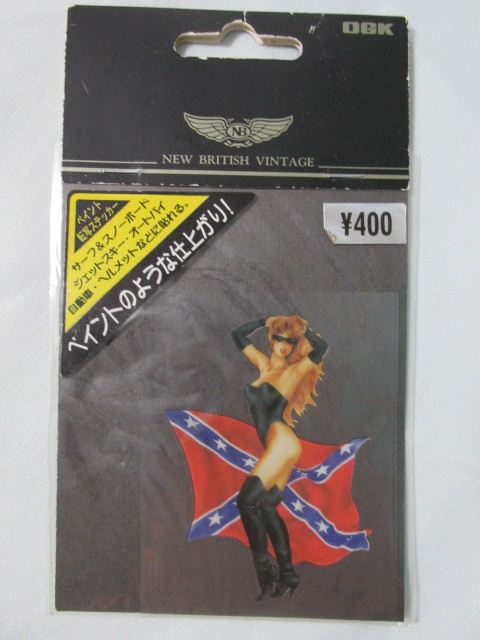 OGK
NB
NEW BRITISH VINTAGE
¥400
ペイント
転写ステッカー
サーフ&スノーボード
ジェットスキー・オートバイ
自動車・ヘルメットなどに貼れる。
ペイントのような仕上がり!